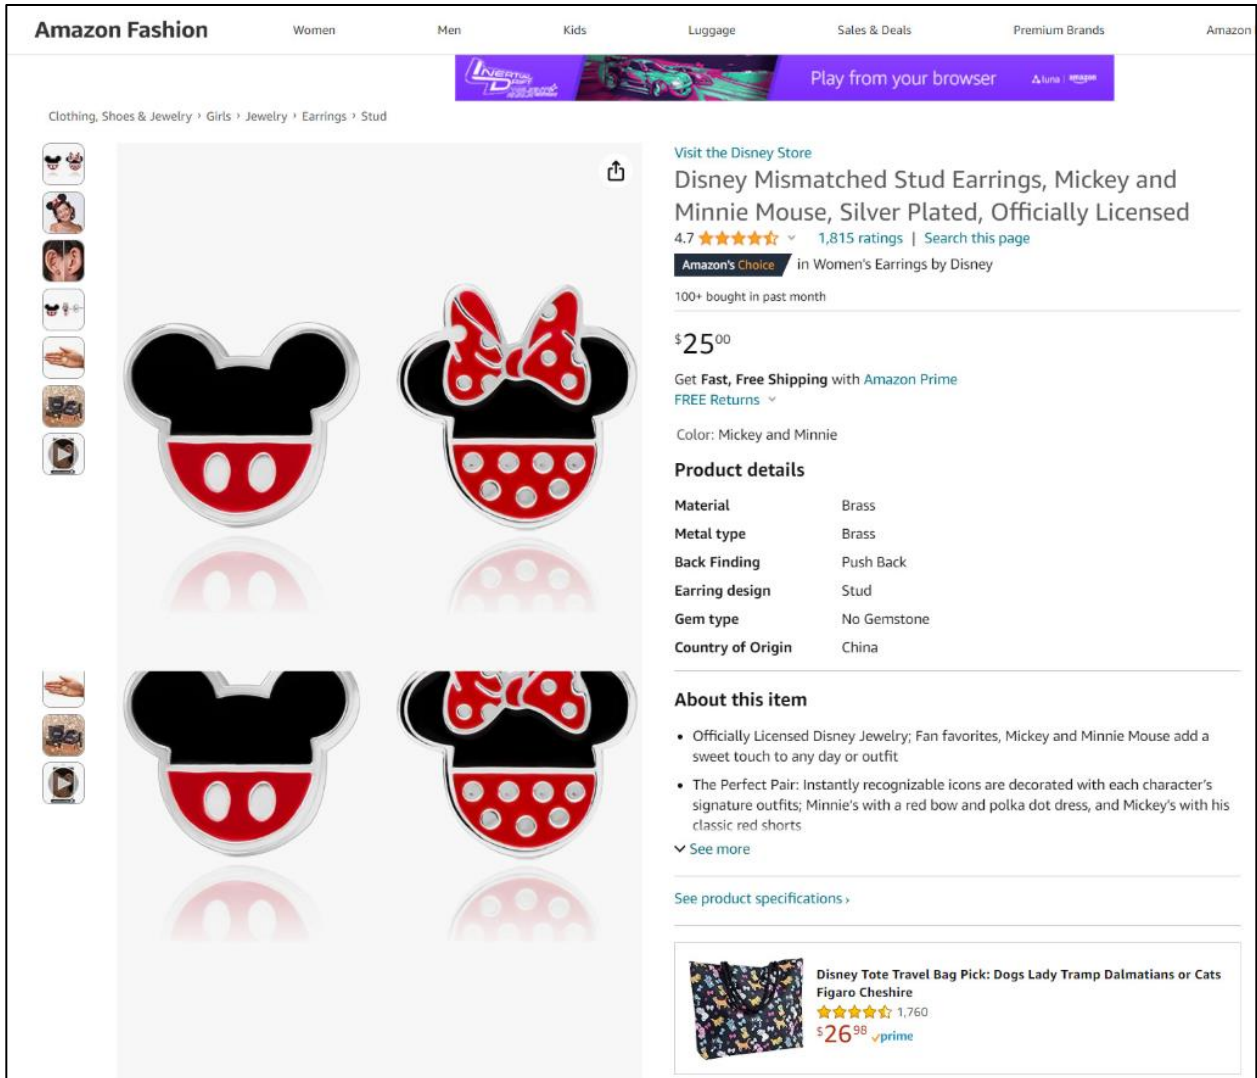 Amazon Fashion
Women
Men
Kids
Luggage
Sales & Deals
Premium Brands
Amazon
Play from your browser
luna | amazon
Clothing, Shoes & Jewelry › Girls › Jewelry › Earrings › Stud
Visit the Disney Store
Disney Mismatched Stud Earrings, Mickey and
Minnie Mouse, Silver Plated, Officially Licensed
4.7 1,815 ratings | Search this page
Amazon's Choice in Women's Earrings by Disney
100+ bought in past month
$2500
Get Fast, Free Shipping with Amazon Prime
FREE Returns
Color: Mickey and Minnie
Product details
Material Brass
Metal type Brass
Back Finding Push Back
Earring design Stud
Gem type No Gemstone
Country of Origin China
About this item
• Officially Licensed Disney Jewelry; Fan favorites, Mickey and Minnie Mouse add a
sweet touch to any day or outfit
• The Perfect Pair: Instantly recognizable icons are decorated with each character's
signature outfits; Minnie's with a red bow and polka dot dress, and Mickey's with his
classic red shorts
See more
See product specifications ›
Disney Tote Travel Bag Pick: Dogs Lady Tramp Dalmatians or Cats
Figaro Cheshire
1,760
$2698 prime